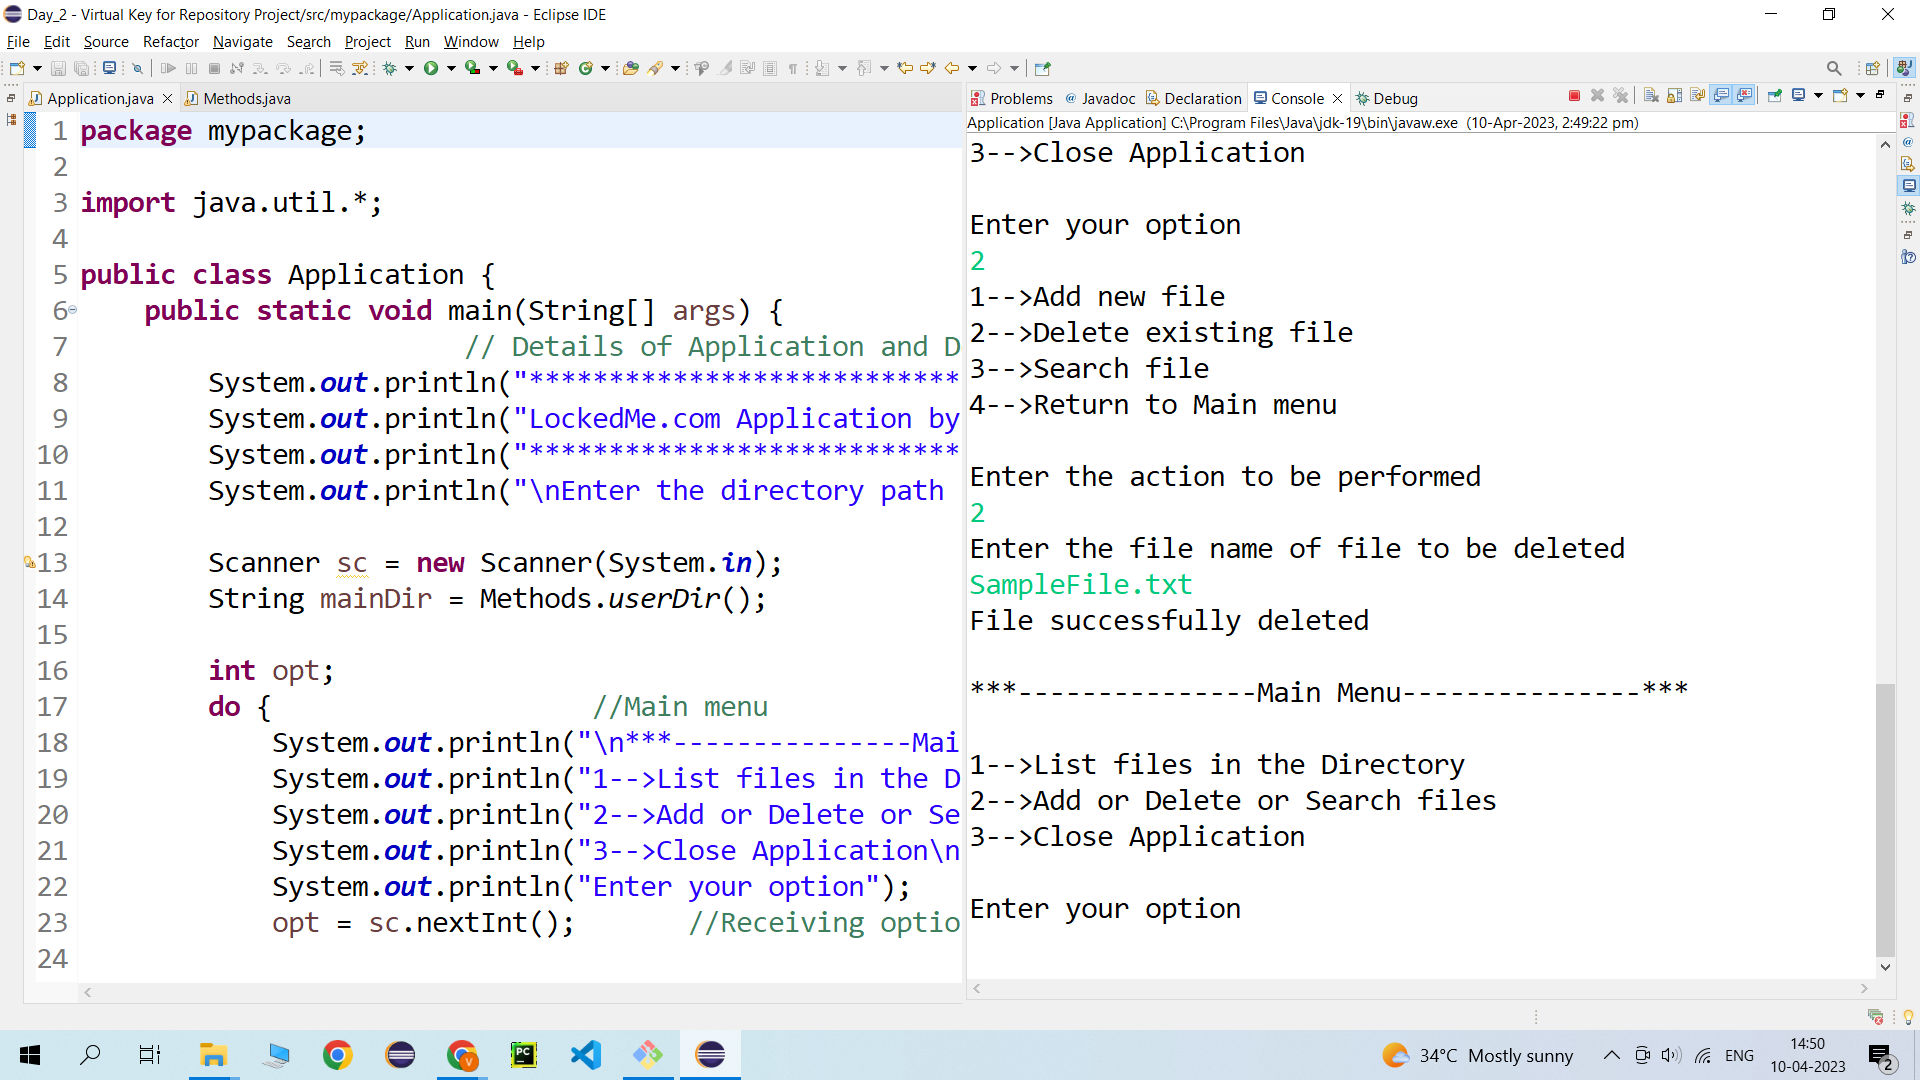 Day_2 - Virtual Key for Repository Project/src/mypackage/Application.java - Eclipse IDE
File Edit Source Refactor Navigate Search Project Run Window Help
Application.java Methods.java
1 package mypackage;
2
3 import java.util.*;
4
5 public class Application {
6 public static void main(String[] args) {
7 // Details of Application and D
8 System.out.println("***************************
9 System.out.println("LockedMe.com Application by
10 System.out.println("***************************
11 System.out.println("\nEnter the directory path
12
13 Scanner sc = new Scanner(System.in);
14 String mainDir = Methods.userDir();
15
16 int opt;
17 do { //Main menu
18 System.out.println("\n***---------------Mai
19 System.out.println("1-->List files in the D
20 System.out.println("2-->Add or Delete or Se
21 System.out.println("3-->Close Application\n
22 System.out.println("Enter your option");
23 opt = sc.nextInt(); //Receiving optio
24
Problems Javadoc Declaration Console Debug
Application [Java Application] C:\Program Files\Java\jdk-19\bin\javaw.exe (10-Apr-2023, 2:49:22 pm)
3-->Close Application
Enter your option
2
1-->Add new file
2-->Delete existing file
3-->Search file
4-->Return to Main menu
Enter the action to be performed
2
Enter the file name of file to be deleted
SampleFile.txt
File successfully deleted
***---------------Main Menu---------------***
1-->List files in the Directory
2-->Add or Delete or Search files
3-->Close Application
Enter your option
PC
V
34°C Mostly sunny
ENG
14:50
10-04-2023
2